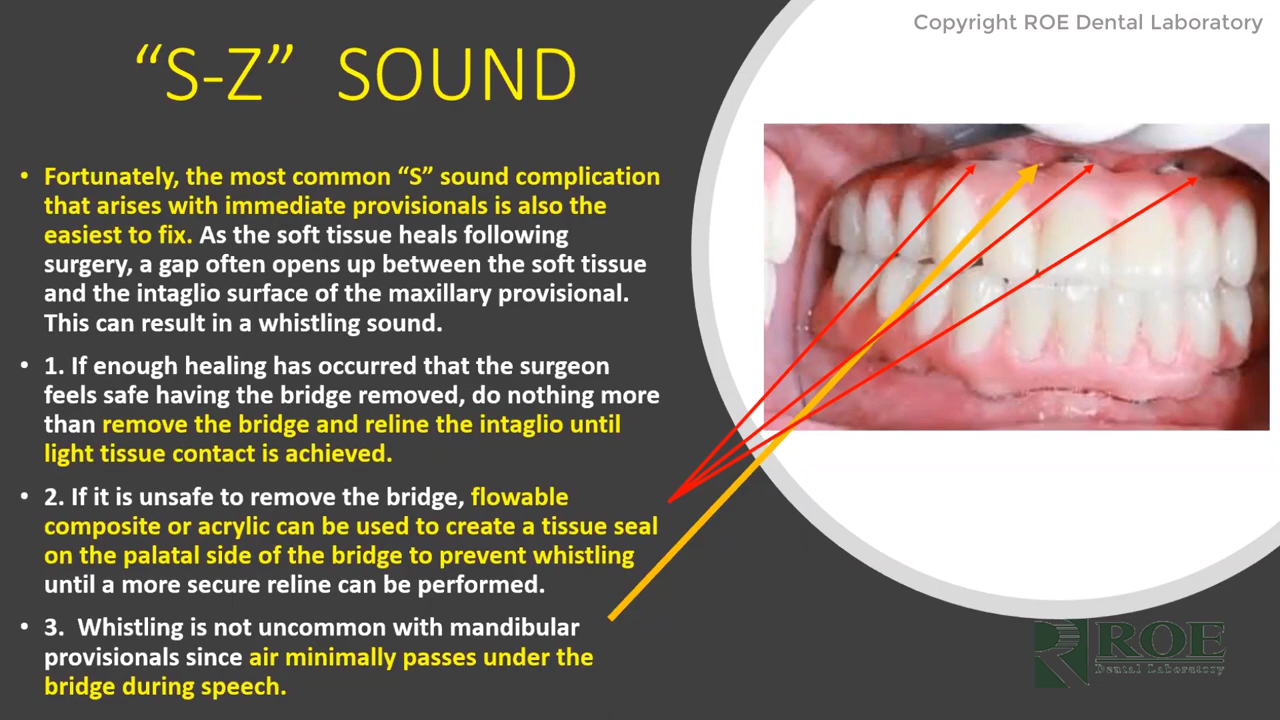 Copyright ROE Dental Laboratory
“S-Z” SOUND
• Fortunately, the most common “S” sound complication
that arises with immediate provisionals is also the
easiest to fix. As the soft tissue heals following
surgery, a gap often opens up between the soft tissue
and the intaglio surface of the maxillary provisional.
This can result in a whistling sound.
• 1. If enough healing has occurred that the surgeon
feels safe having the bridge removed, do nothing more
than remove the bridge and reline the intaglio until
light tissue contact is achieved.
• 2. If it is unsafe to remove the bridge, flowable
composite or acrylic can be used to create a tissue seal
on the palatal side of the bridge to prevent whistling
until a more secure reline can be performed.
• 3. Whistling is not uncommon with mandibular
provisionals since air minimally passes under the
bridge during speech.
ROE
Dental Laboratory